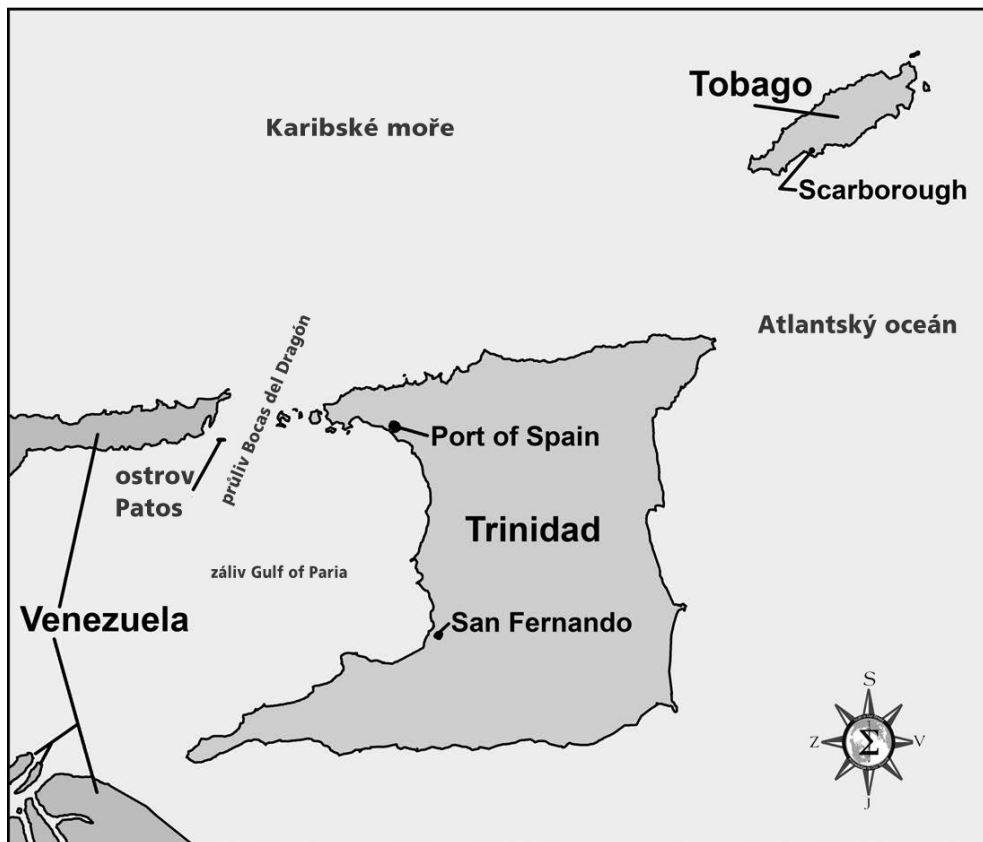 Tobago
Karibské moře
Scarborough
Atlantský oceán
průliv Bocas del Dragón
Port of Spain
ostrov
Patos
Trinidad
záliv Gulf of Paria
Venezuela
San Fernando
S
Z
Σ
V
J